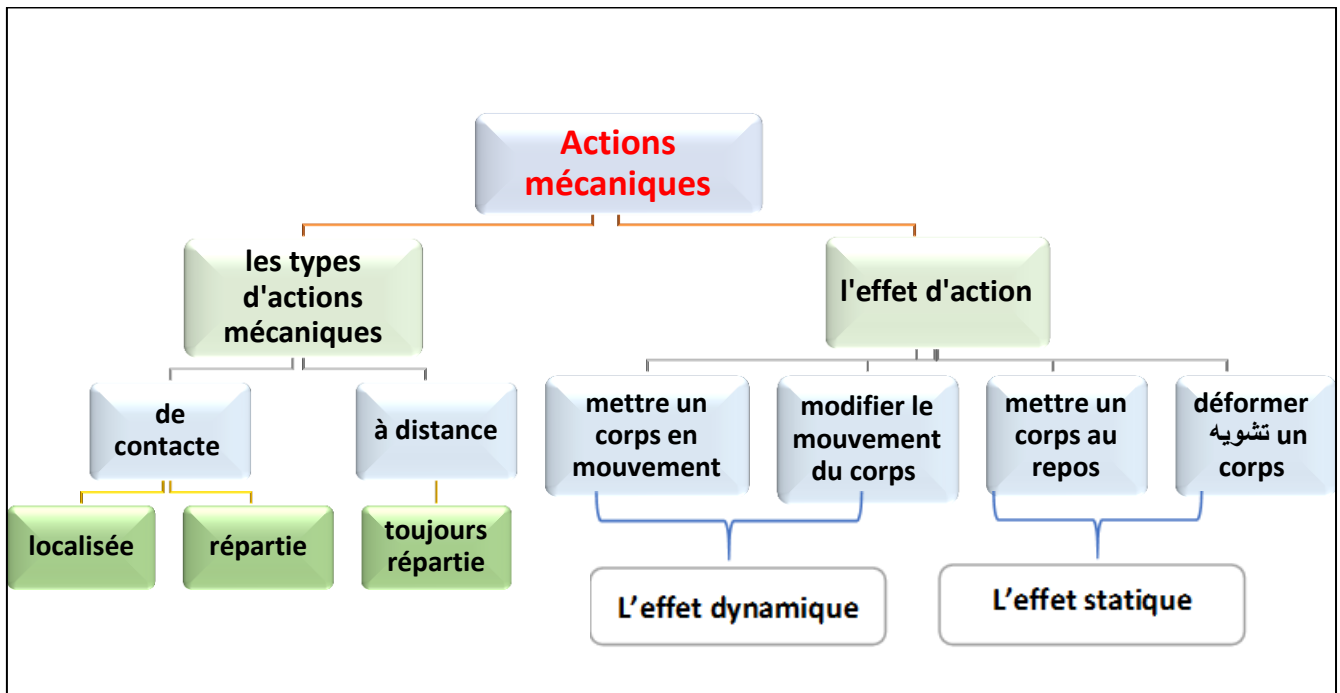 Actions
mécaniques
les types
d'actions
mécaniques
l'effet d'action
de
contacte
à distance
mettre un
corps en
mouvement
modifier le
mouvement
du corps
mettre un
corps au
repos
déformer
تشويه un
corps
localisée
répartie
toujours
répartie
L’effet dynamique
L’effet statique